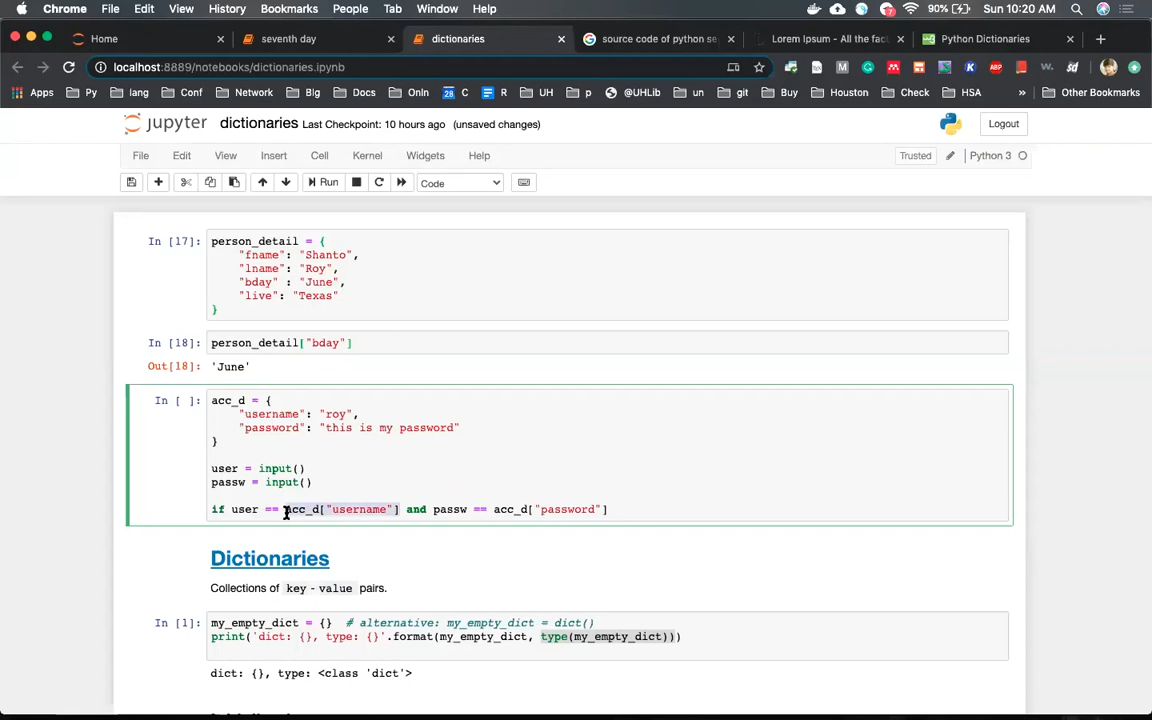 Chrome File Edit View History Bookmarks People Tab Window Help 7 90% Sun 10:20 AM
Home seventh day dictionaries source code of python se Lorem Ipsum - All the fac Python Dictionaries
localhost:8889/notebooks/dictionaries.ipynb
Apps Py lang Conf Network Big Docs OnIn 28 C R UH p @UHLib un git Buy Houston Check HSA » Other Bookmarks
jupyter dictionaries Last Checkpoint: 10 hours ago (unsaved changes) Logout
File Edit View Insert Cell Kernel Widgets Help Trusted Python 3
Run Code
In [17]: person_detail = {
"fname": "Shanto",
"lname": "Roy",
"bday" : "June",
"live": "Texas"
}
In [18]: person_detail["bday"]
Out[18]: 'June'
In [ ]: acc_d = {
"username": "roy",
"password": "this is my password"
}
user = input()
passw = input()
if user == acc_d["username"] and passw == acc_d["password"]
Dictionaries
Collections of key - value pairs.
In [1]: my_empty_dict = {} # alternative: my_empty_dict = dict()
print('dict: {}, type: {}'.format(my_empty_dict, type(my_empty_dict)))
dict: {}, type: <class 'dict'>